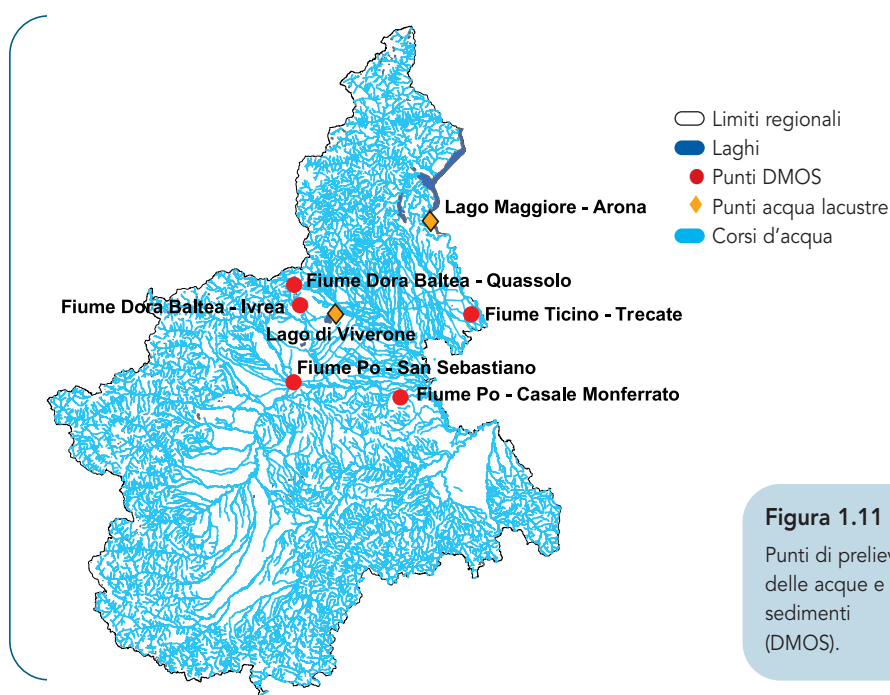 Limiti regionali
Laghi
Punti DMOS
Punti acqua lacustre
Corsi d'acqua
Lago Maggiore - Arona
Fiume Dora Baltea - Quassolo
Fiume Dora Baltea - Ivrea
Fiume Ticino - Trecate
Lago di Viverone
Fiume Po - San Sebastiano
Fiume Po - Casale Monferrato
Figura 1.11
Punti di
delle acque e
sedimenti
(DMOS).